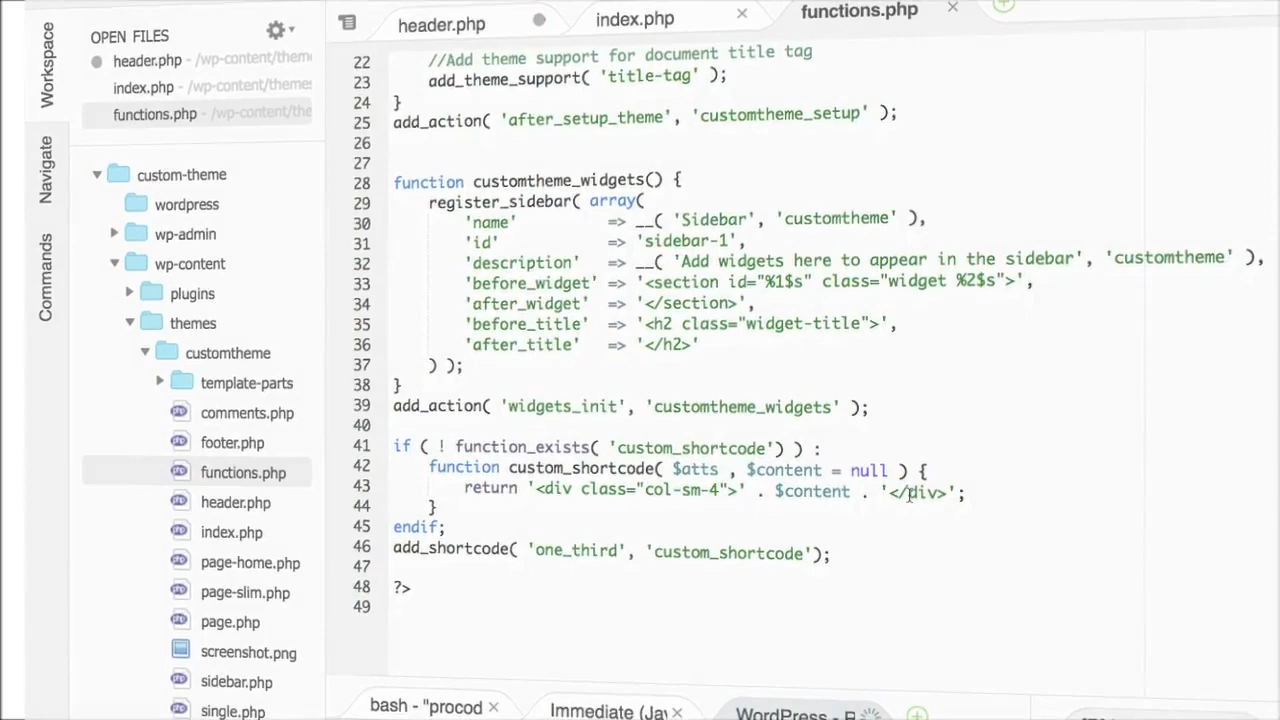 Workspace
Navigate
Commands
OPEN FILES
header.php - /wp-content/them
index.php - /wp-content/themes
functions.php - /wp-content/the
custom-theme
wordpress
wp-admin
wp-content
plugins
themes
customtheme
template-parts
comments.php
footer.php
functions.php
header.php
index.php
page-home.php
page-slim.php
page.php
screenshot.png
sidebar.php
single.php
header.php
index.php
functions.php
22 //Add theme support for document title tag
23 add_theme_support( 'title-tag' );
24 }
25 add_action( 'after_setup_theme', 'customtheme_setup' );
26
27
28 function customtheme_widgets() {
29 register_sidebar( array(
30 'name' => __( 'Sidebar', 'customtheme' ),
31 'id' => 'sidebar-1',
32 'description' => __( 'Add widgets here to appear in the sidebar', 'customtheme' ),
33 'before_widget' => '<section id="%1$s" class="widget %2$s">',
34 'after_widget' => '</section>',
35 'before_title' => '<h2 class="widget-title">',
36 'after_title' => '</h2>'
37 ) );
38 }
39 add_action( 'widgets_init', 'customtheme_widgets' );
40
41 if ( ! function_exists( 'custom_shortcode') ) :
42 function custom_shortcode( $atts , $content = null ) {
43 return '<div class="col-sm-4">' . $content . '</div>';
44 }
45 endif;
46 add_shortcode( 'one_third', 'custom_shortcode');
47
48 ?>
49
bash - "procod
Immediate (Jav
WordPress - R